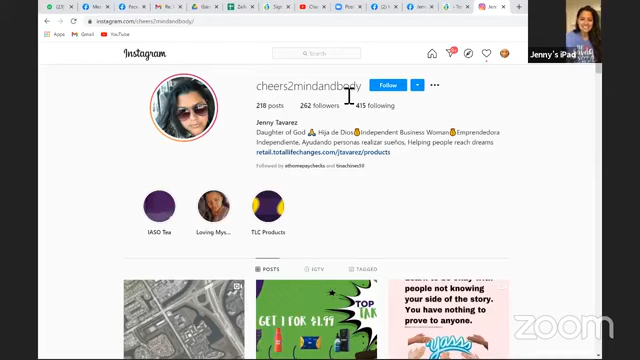 instagram.com/cheers2mindandbody/
Apps
Gmail
YouTube
Maps
Instagram
Search
Jenny's iPad
cheers2mindandbody
Follow
218 posts
262 followers
415 following
Jenny Tavarez
Daughter of God 🙏 Hija de Dios🏅Independent Business Woman🏅Emprendedora
Independiente, Ayudando personas realizar sueños, Helping people reach dreams
retail.totallifechanges.com/jtavarez/products
Followed by athomepaychecks and tinachines50
IASO Tea
Loving Mys...
TLC Products
POSTS
IGTV
TAGGED
TOP
GET 1 FOR $1.99
people not knowing
your side of the story.
You have nothing to
prove to anyone.
yass
zoom